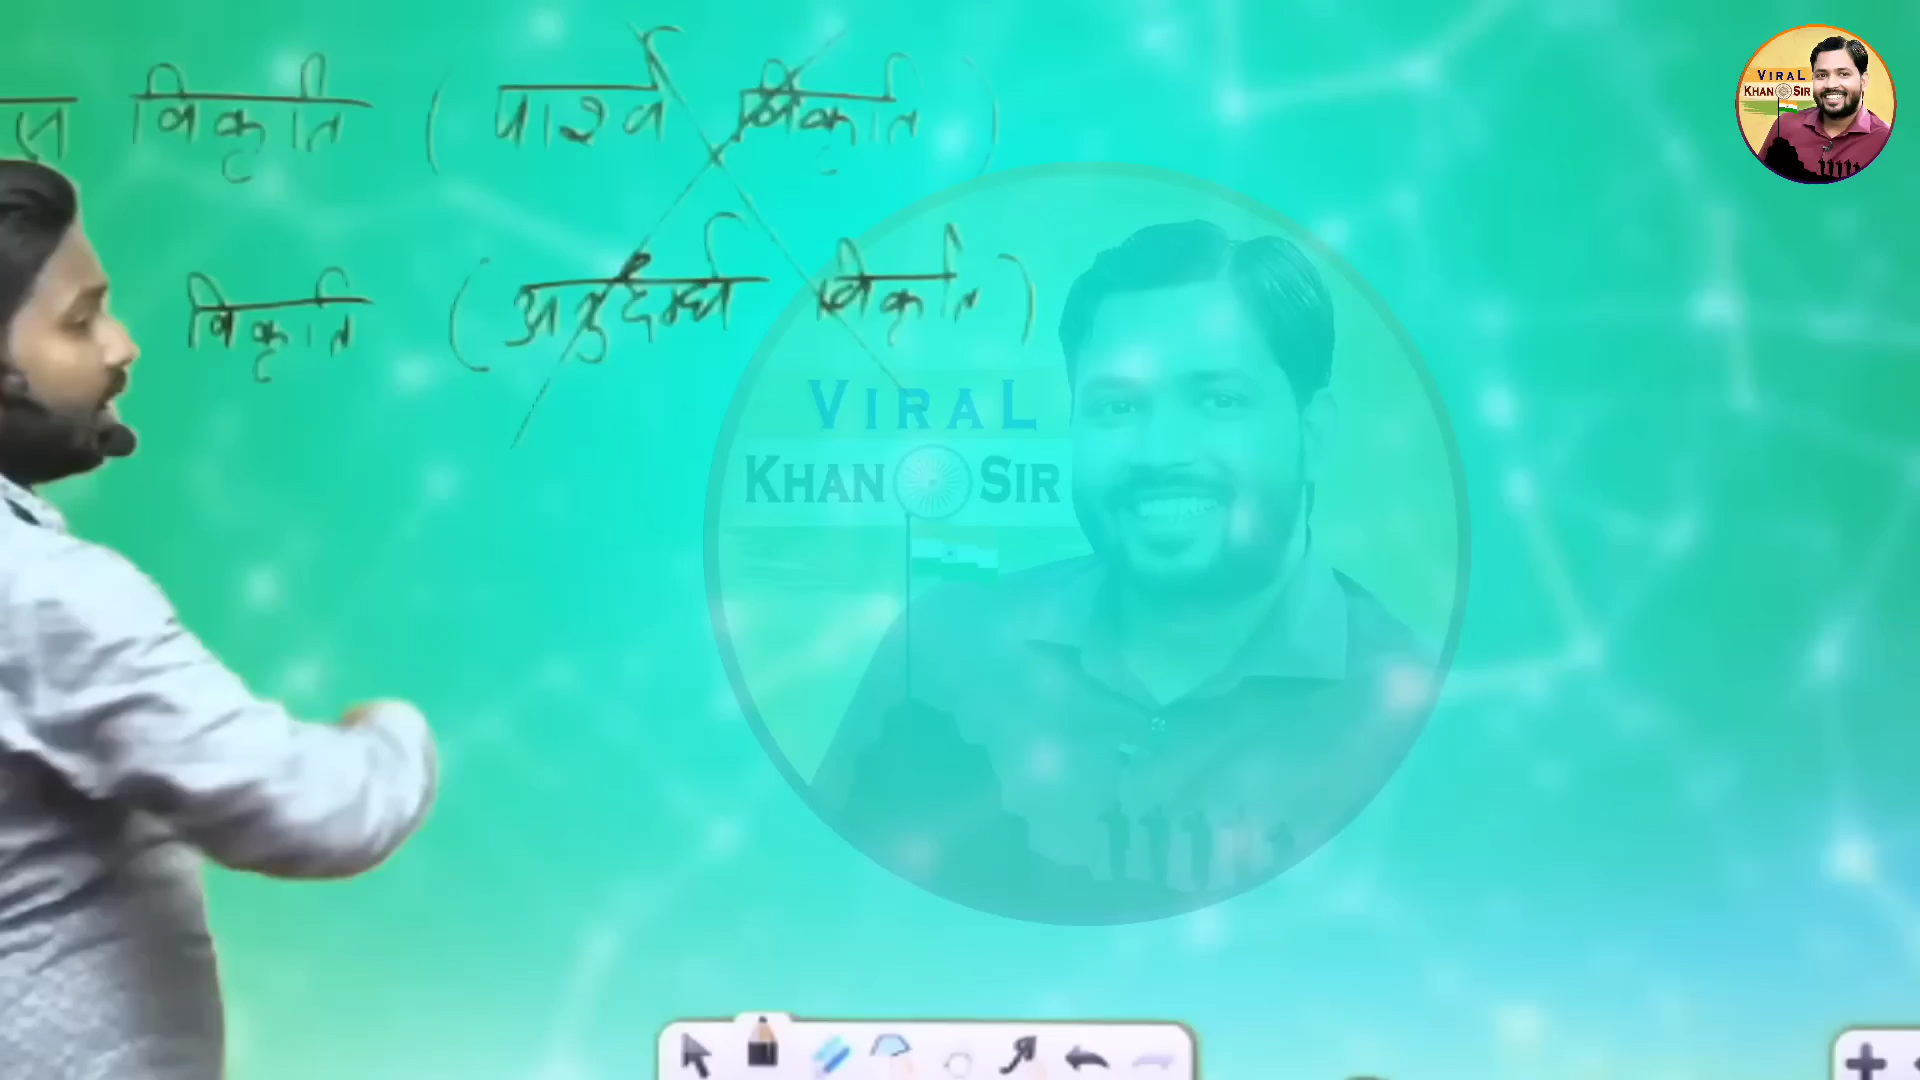 विकृति ( पार्श्व विकृति )
विकृति ( अनुदैर्म्घ विकृति )
VIRAL
KHAN SIR
VIRAL
KHAN SIR